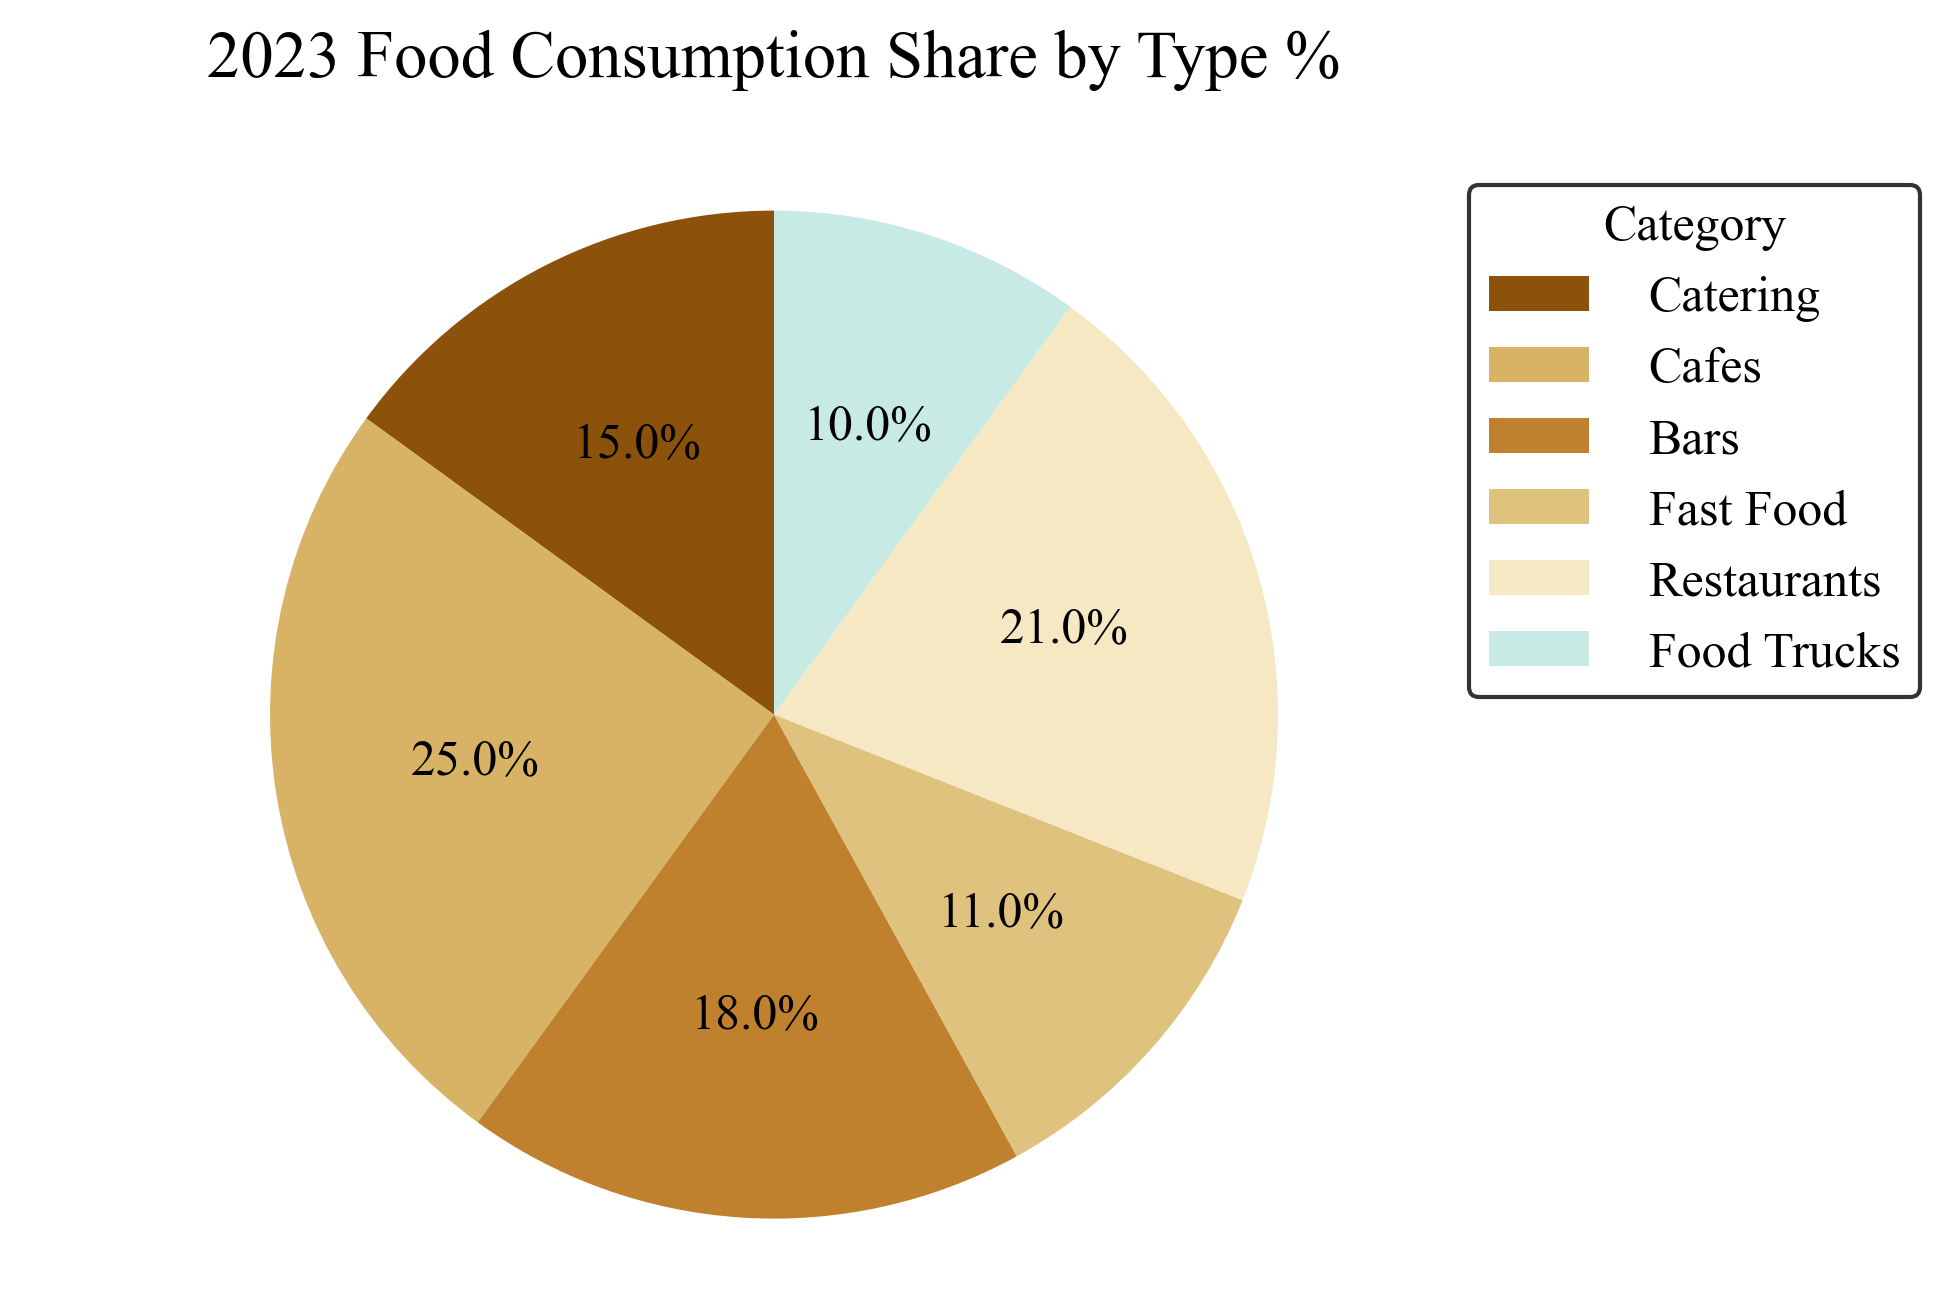 2023 Food Consumption Share by Type %
Category
Catering
Cafes
Bars
Fast Food
Restaurants
Food Trucks
15.0%
10.0%
21.0%
25.0%
11.0%
18.0%